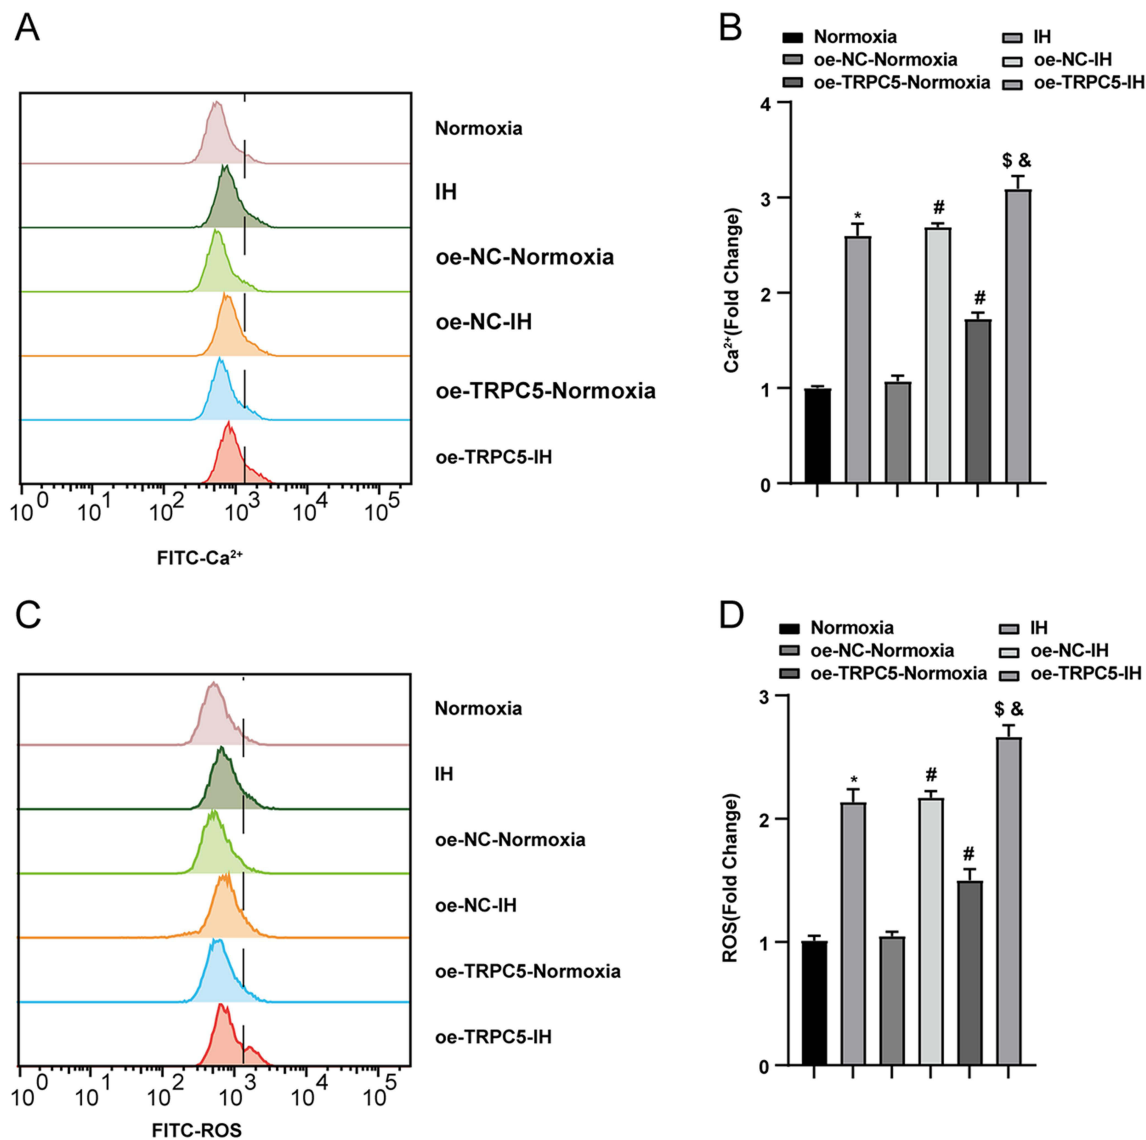 A
Normoxia
IH
oe-NC-Normoxia
oe-NC-IH
oe-TRPC5-Normoxia
oe-TRPC5-IH
10⁰ 10¹ 10² 10³ 10⁴ 10⁵
FITC-Ca²⁺
B
Normoxia IH
oe-NC-Normoxia oe-NC-IH
oe-TRPC5-Normoxia oe-TRPC5-IH
Ca²⁺(Fold Change)
4
3
2
1
0
*
#
#
$ &
C
Normoxia
IH
oe-NC-Normoxia
oe-NC-IH
oe-TRPC5-Normoxia
oe-TRPC5-IH
10⁰ 10¹ 10² 10³ 10⁴ 10⁵
FITC-ROS
D
Normoxia IH
oe-NC-Normoxia oe-NC-IH
oe-TRPC5-Normoxia oe-TRPC5-IH
ROS(Fold Change)
3
2
1
0
*
#
#
$ &